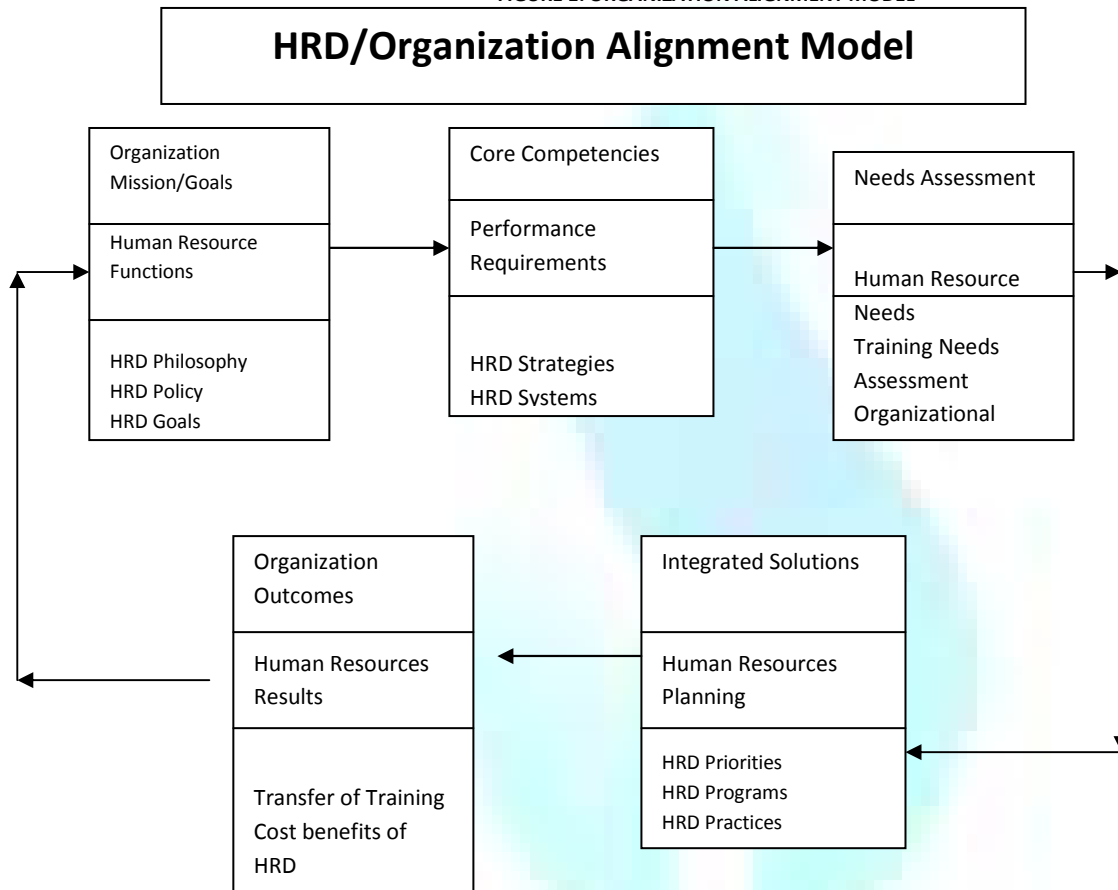 HRD/Organization Alignment Model
Organization
Mission/Goals
Human Resource
Functions
HRD Philosophy
HRD Policy
HRD Goals
Core Competencies
Performance
Requirements
HRD Strategies
HRD Systems
Needs Assessment
Human Resource
Needs
Training Needs
Assessment
Organizational
Organization
Outcomes
Human Resources
Results
Transfer of Training
Cost benefits of
HRD
Integrated Solutions
Human Resources
Planning
HRD Priorities
HRD Programs
HRD Practices